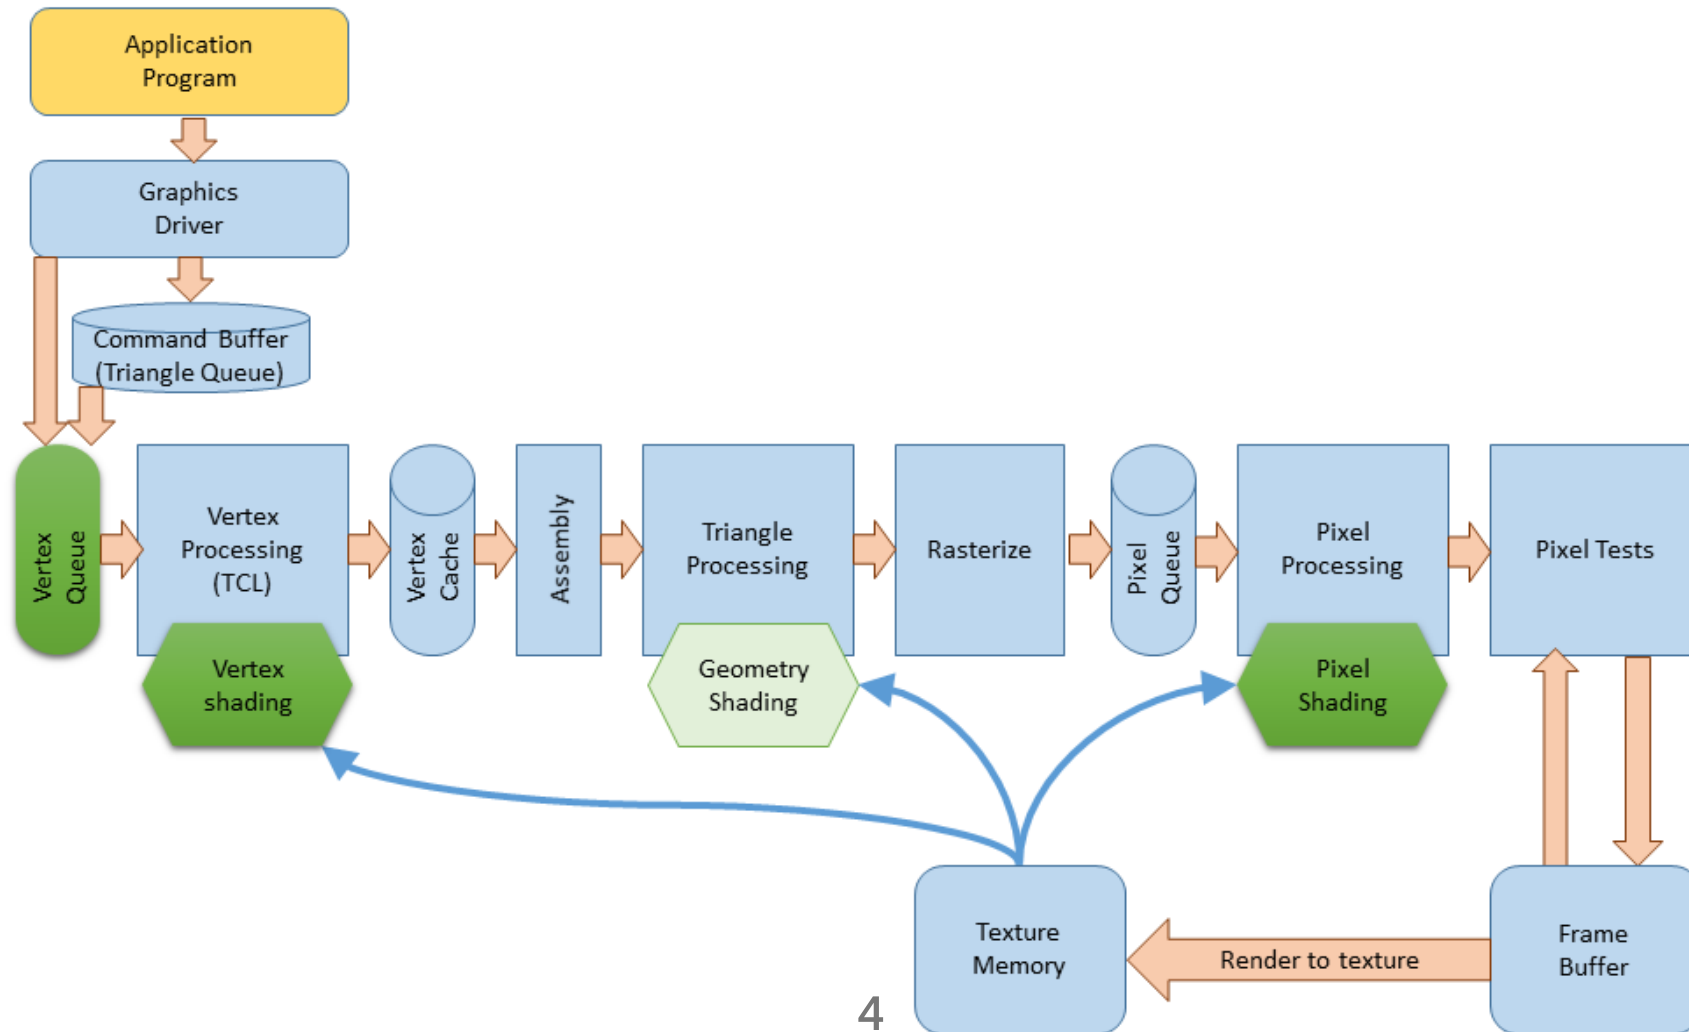 Application
Program
Graphics
Driver
Command Buffer
(Triangle Queue)
Vertex
Queue
Vertex
Processing
(TCL)
Vertex
shading
Vertex
Cache
Assembly
Triangle
Processing
Geometry
Shading
Rasterize
Pixel
Queue
Pixel
Processing
Pixel
Shading
Pixel Tests
Texture
Memory
Render to texture
Frame
Buffer
4